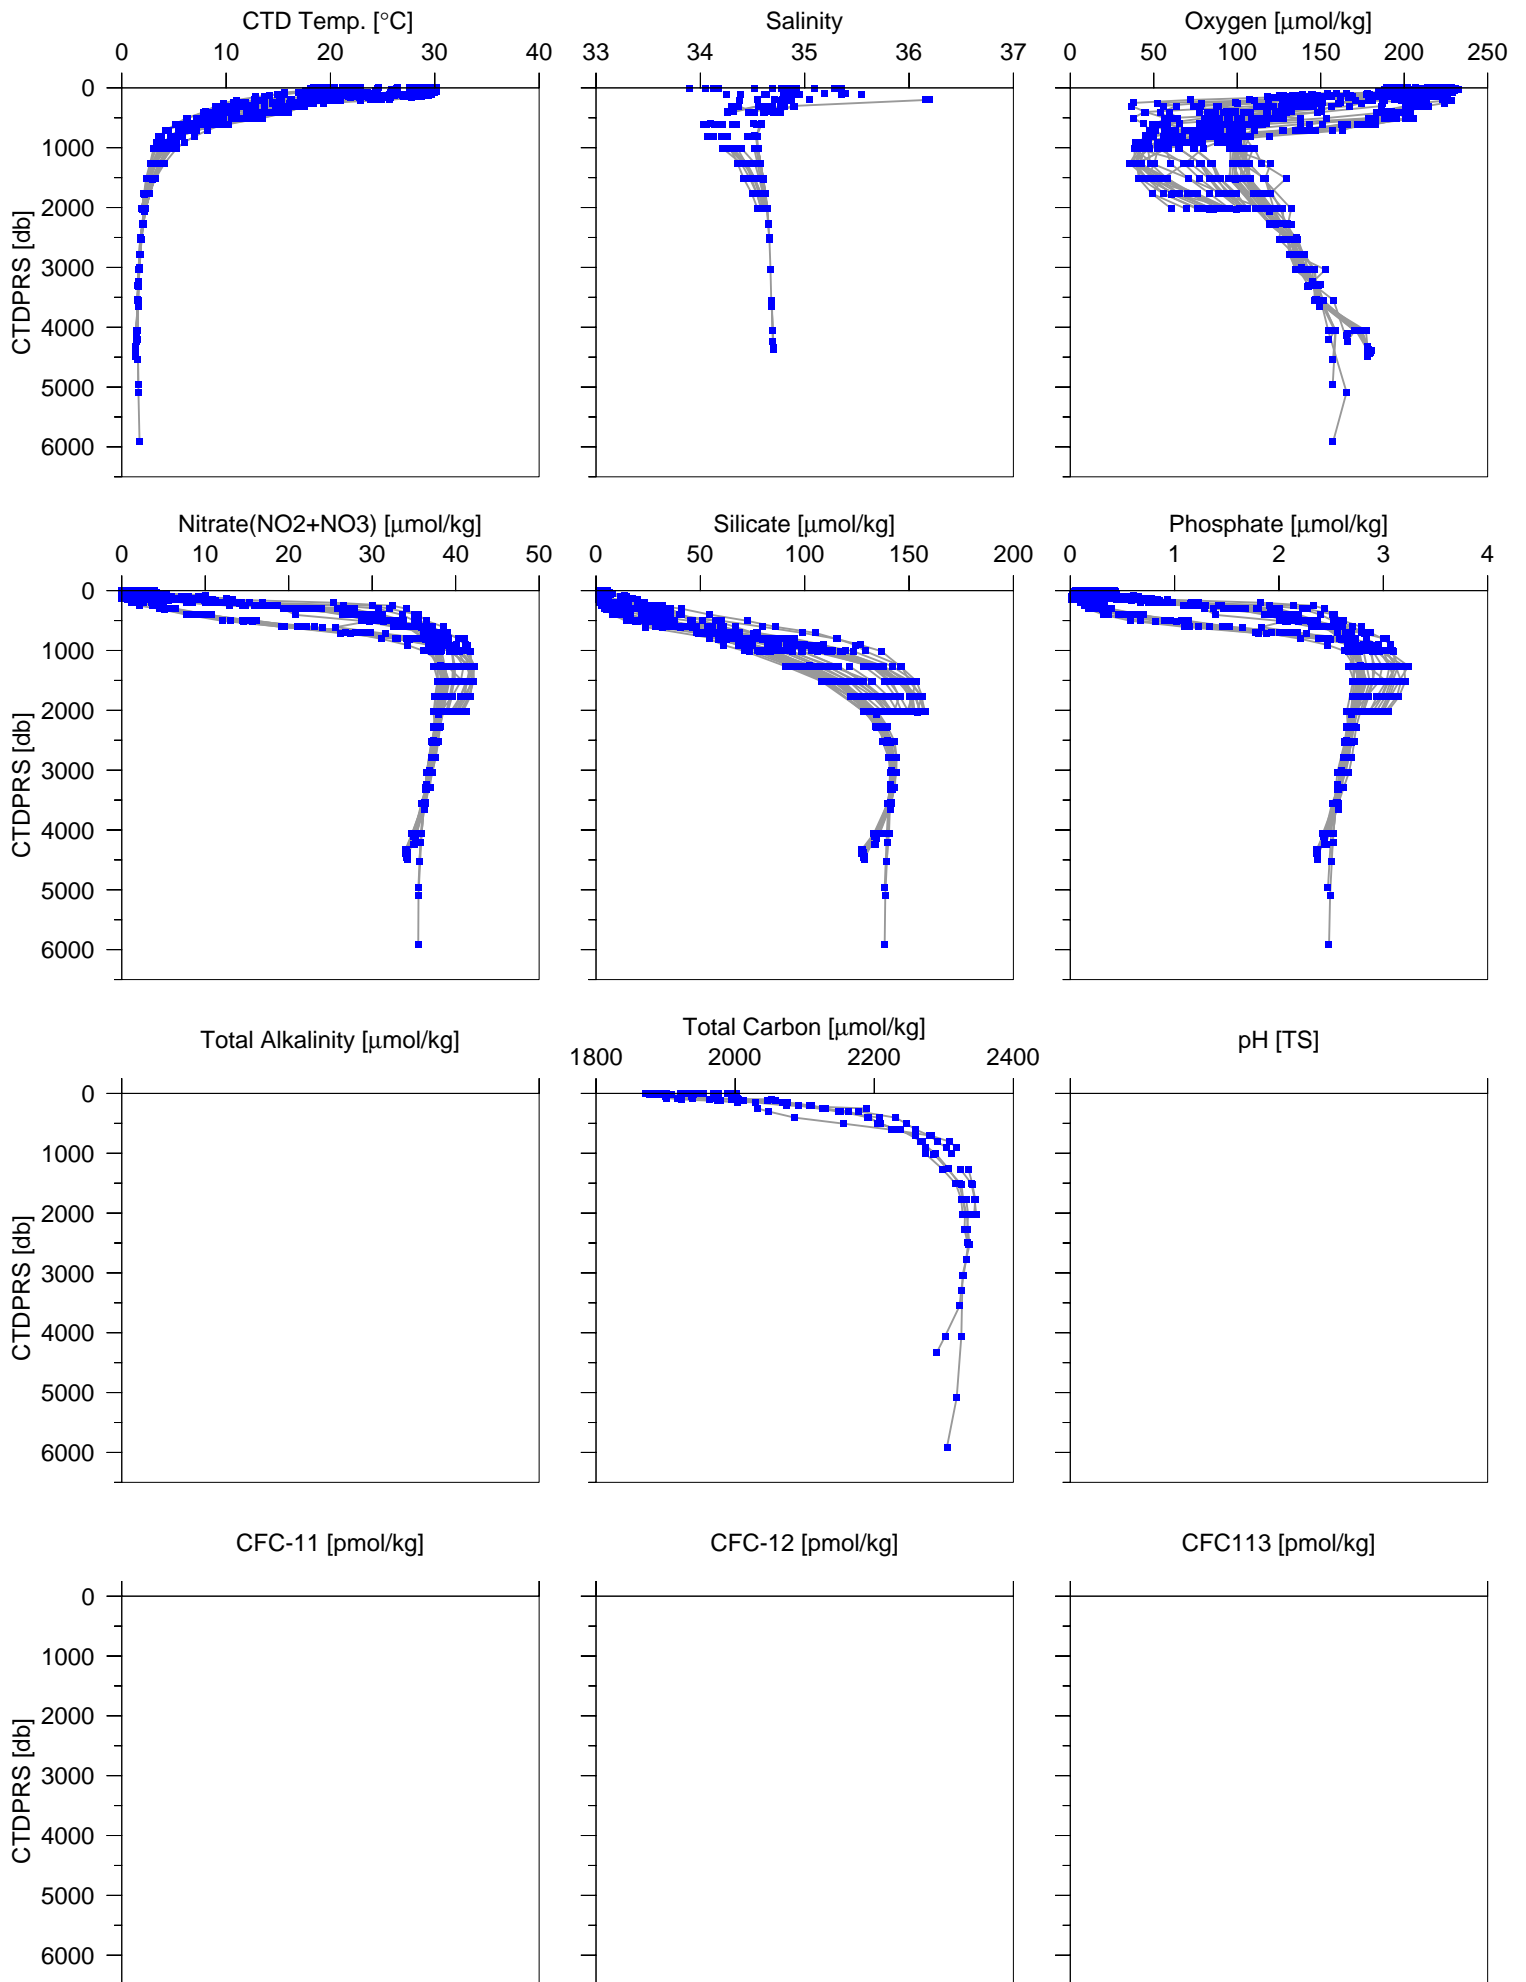 CTD Temp. [°C] Salinity Oxygen [μmol/kg]
0 10 20 30 40 33 34 35 36 37 0 50 100 150 200 250
0
1000
2000
3000
4000
5000
6000
CTDPRS [db]
Nitrate(NO2+NO3) [μmol/kg] Silicate [μmol/kg] Phosphate [μmol/kg]
0 10 20 30 40 50 0 50 100 150 200 0 1 2 3 4
0
1000
2000
3000
4000
5000
6000
CTDPRS [db]
Total Alkalinity [μmol/kg] Total Carbon [μmol/kg] pH [TS]
1800 2000 2200 2400
0
1000
2000
3000
4000
5000
6000
CTDPRS [db]
CFC-11 [pmol/kg] CFC-12 [pmol/kg] CFC113 [pmol/kg]
0
1000
2000
3000
4000
5000
6000
CTDPRS [db]